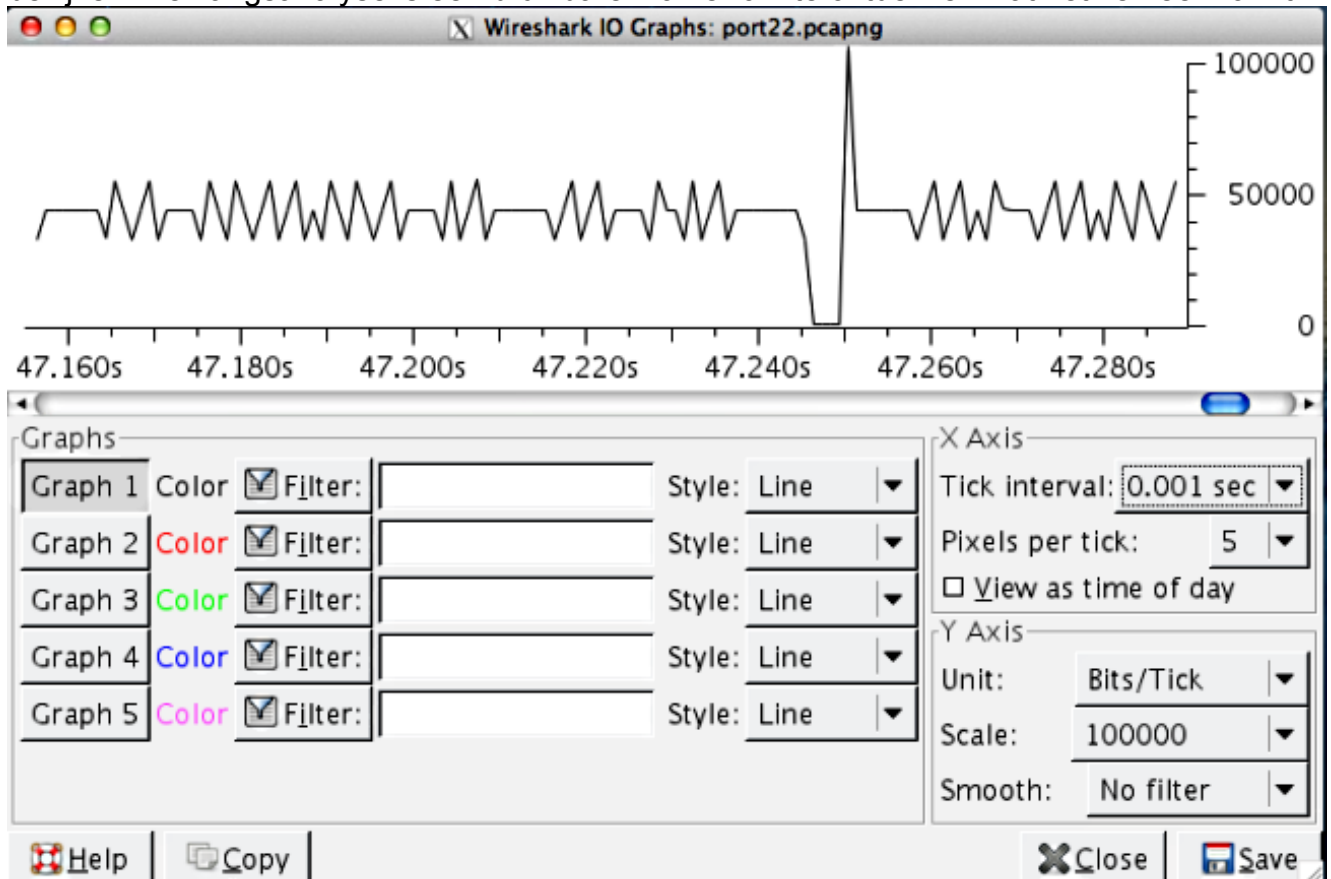 Wireshark IO Graphs: port22.pcapng
100000
50000
0
47.160s 47.180s 47.200s 47.220s 47.240s 47.260s 47.280s
Graphs
Graph 1 Color Filter: Style: Line
Graph 2 Color Filter: Style: Line
Graph 3 Color Filter: Style: Line
Graph 4 Color Filter: Style: Line
Graph 5 Color Filter: Style: Line
X Axis
Tick interval: 0.001 sec
Pixels per tick: 5
View as time of day
Y Axis
Unit: Bits/Tick
Scale: 100000
Smooth: No filter
Help Copy Close Save